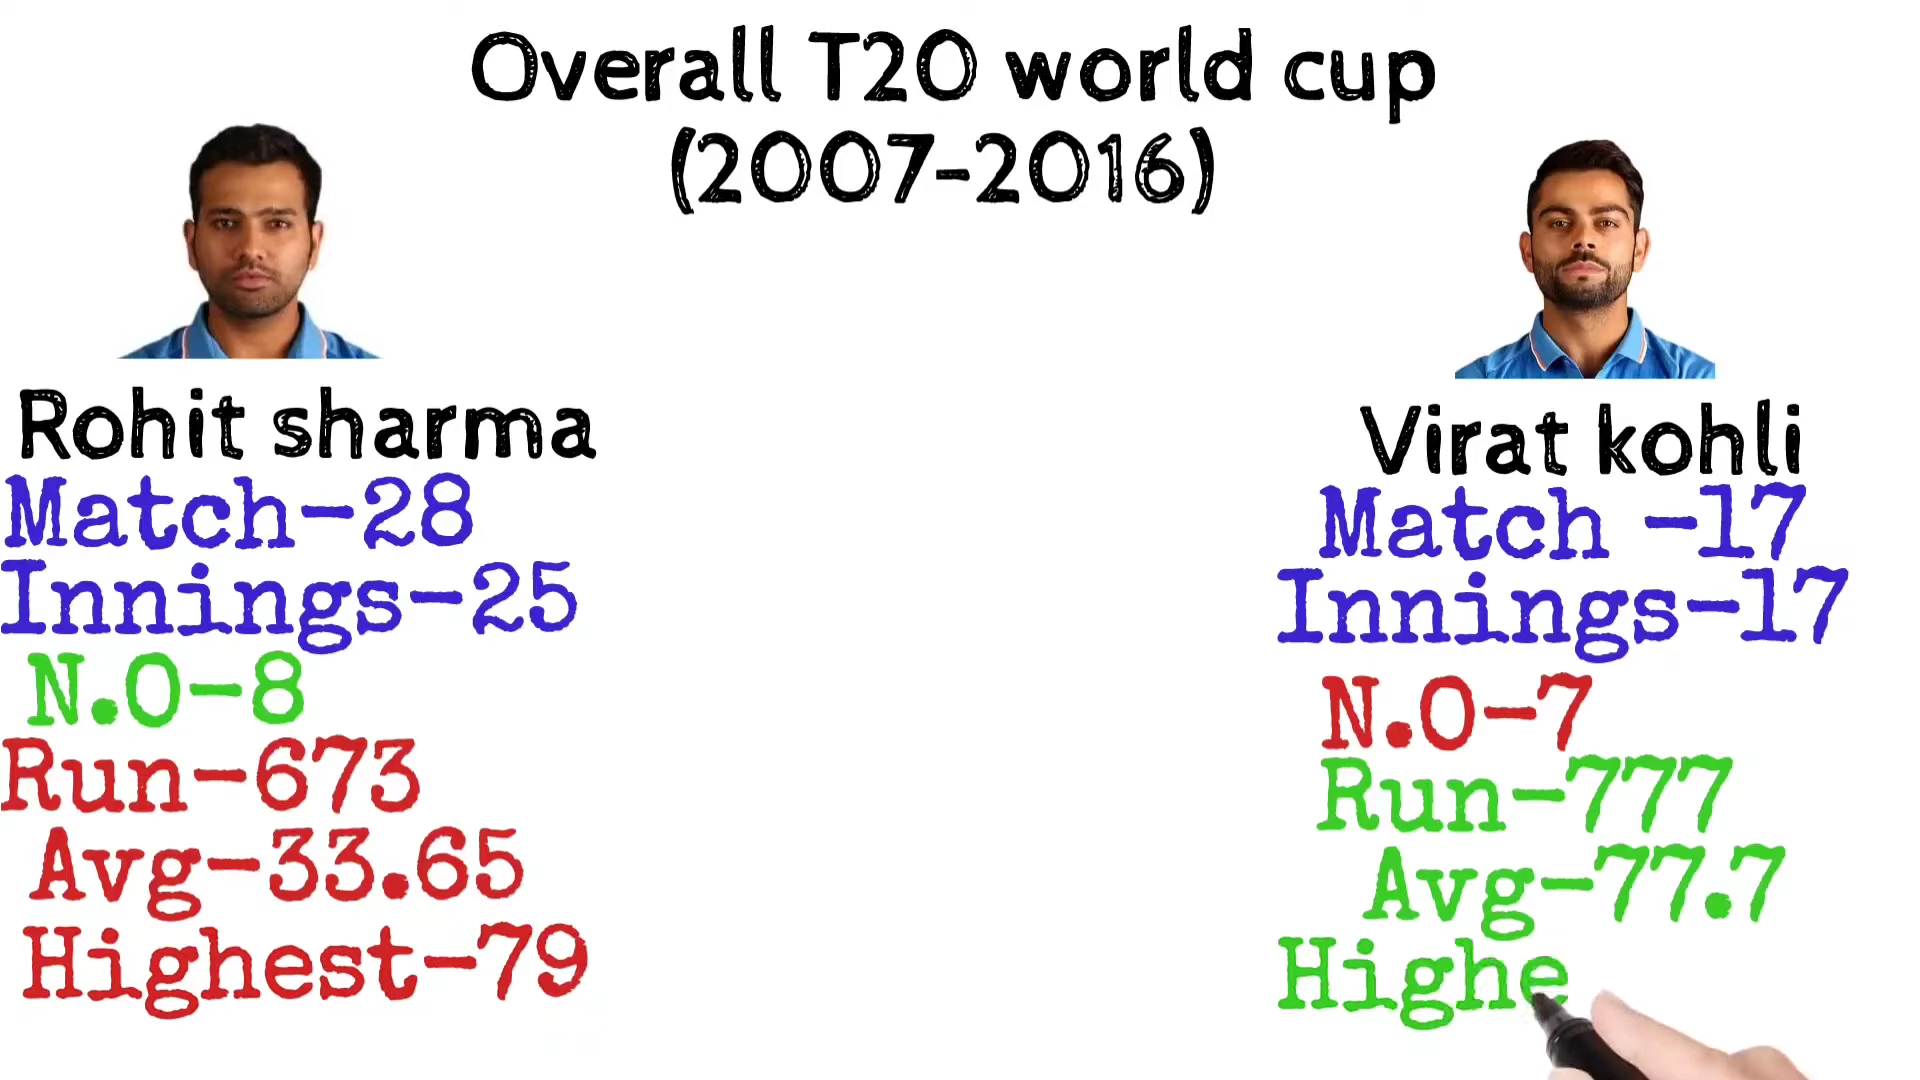 Overall T20 world cup
(2007-2016)
Rohit sharma
Match-28
Innings-25
N.O-8
Run-673
Avg-33.65
Highest-79
Virat kohli
Match -17
Innings-17
N.O-7
Run-777
Avg-77.7
Highe